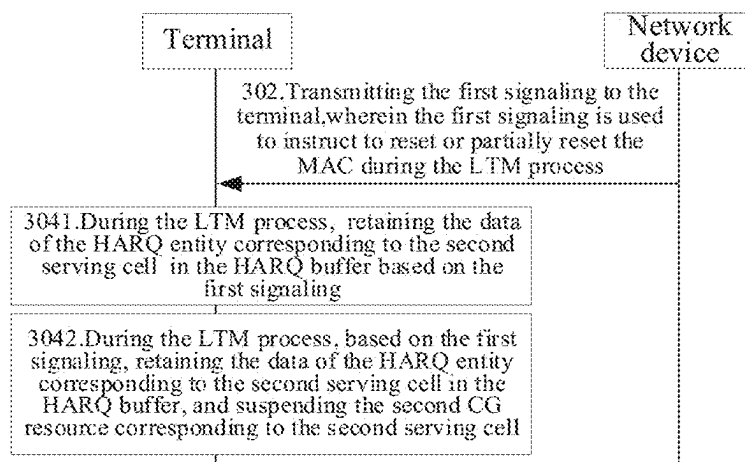 Terminal
Network
device
302.Transmitting the first signaling to the
terminal,wherein the first signaling is used
to instruct to reset or partially reset the
MAC during the LTM process
3041.During the LTM process, retaining the data
of the HARQ entity corresponding to the second
serving cell in the HARQ buffer based on the
first signaling
3042.During the LTM process, based on the first
signaling, retaining the data of the HARQ entity
corresponding to the second serving cell in the
HARQ buffer, and suspending the second CG
resource corresponding to the second serving cell